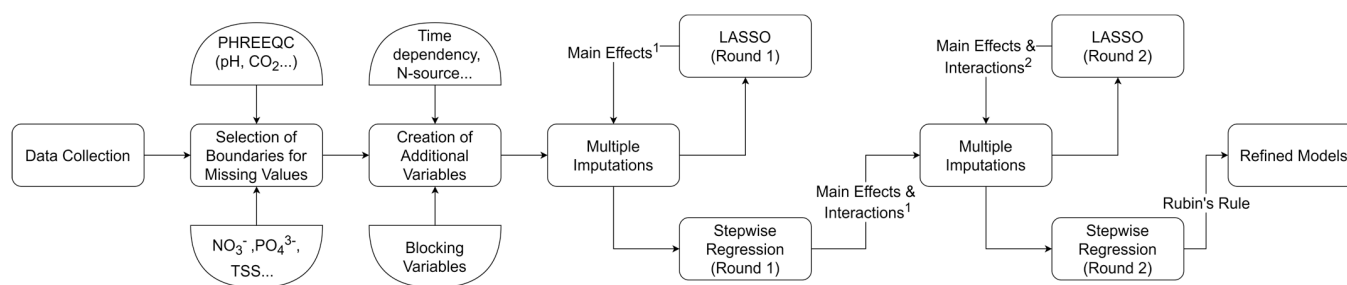 Data Collection
PHREEQC
(pH, CO2...)
Selection of
Boundaries for
Missing Values
NO3- ,PO43-,
TSS...
Time
dependency,
N-source...
Creation of
Additional
Variables
Blocking
Variables
Main Effects1
LASSO
(Round 1)
Multiple
Imputations
Stepwise
Regression
(Round 1)
Main Effects &
Interactions1
Main Effects &
Interactions2
LASSO
(Round 2)
Multiple
Imputations
Stepwise
Regression
(Round 2)
Rubin's Rule
Refined Models